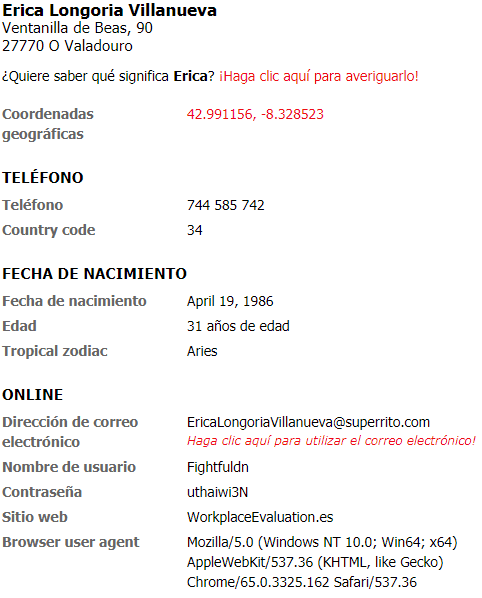 Erica Longoria Villanueva
Ventanilla de Beas, 90
27770 O Valadouro
¿Quiere saber qué significa Erica? ¡Haga clic aquí para averiguarlo!
Coordenadas geográficas 42.991156, -8.328523
TELÉFONO
Teléfono 744 585 742
Country code 34
FECHA DE NACIMIENTO
Fecha de nacimiento April 19, 1986
Edad 31 años de edad
Tropical zodiac Aries
ONLINE
Dirección de correo EricaLongoriaVillanueva@superrito.com
electrónico Haga clic aquí para utilizar el correo electrónico!
Nombre de usuario Fightfuldn
Contraseña uthaiwi3N
Sitio web WorkplaceEvaluation.es
Browser user agent Mozilla/5.0 (Windows NT 10.0; Win64; x64)
AppleWebKit/537.36 (KHTML, like Gecko)
Chrome/65.0.3325.162 Safari/537.36